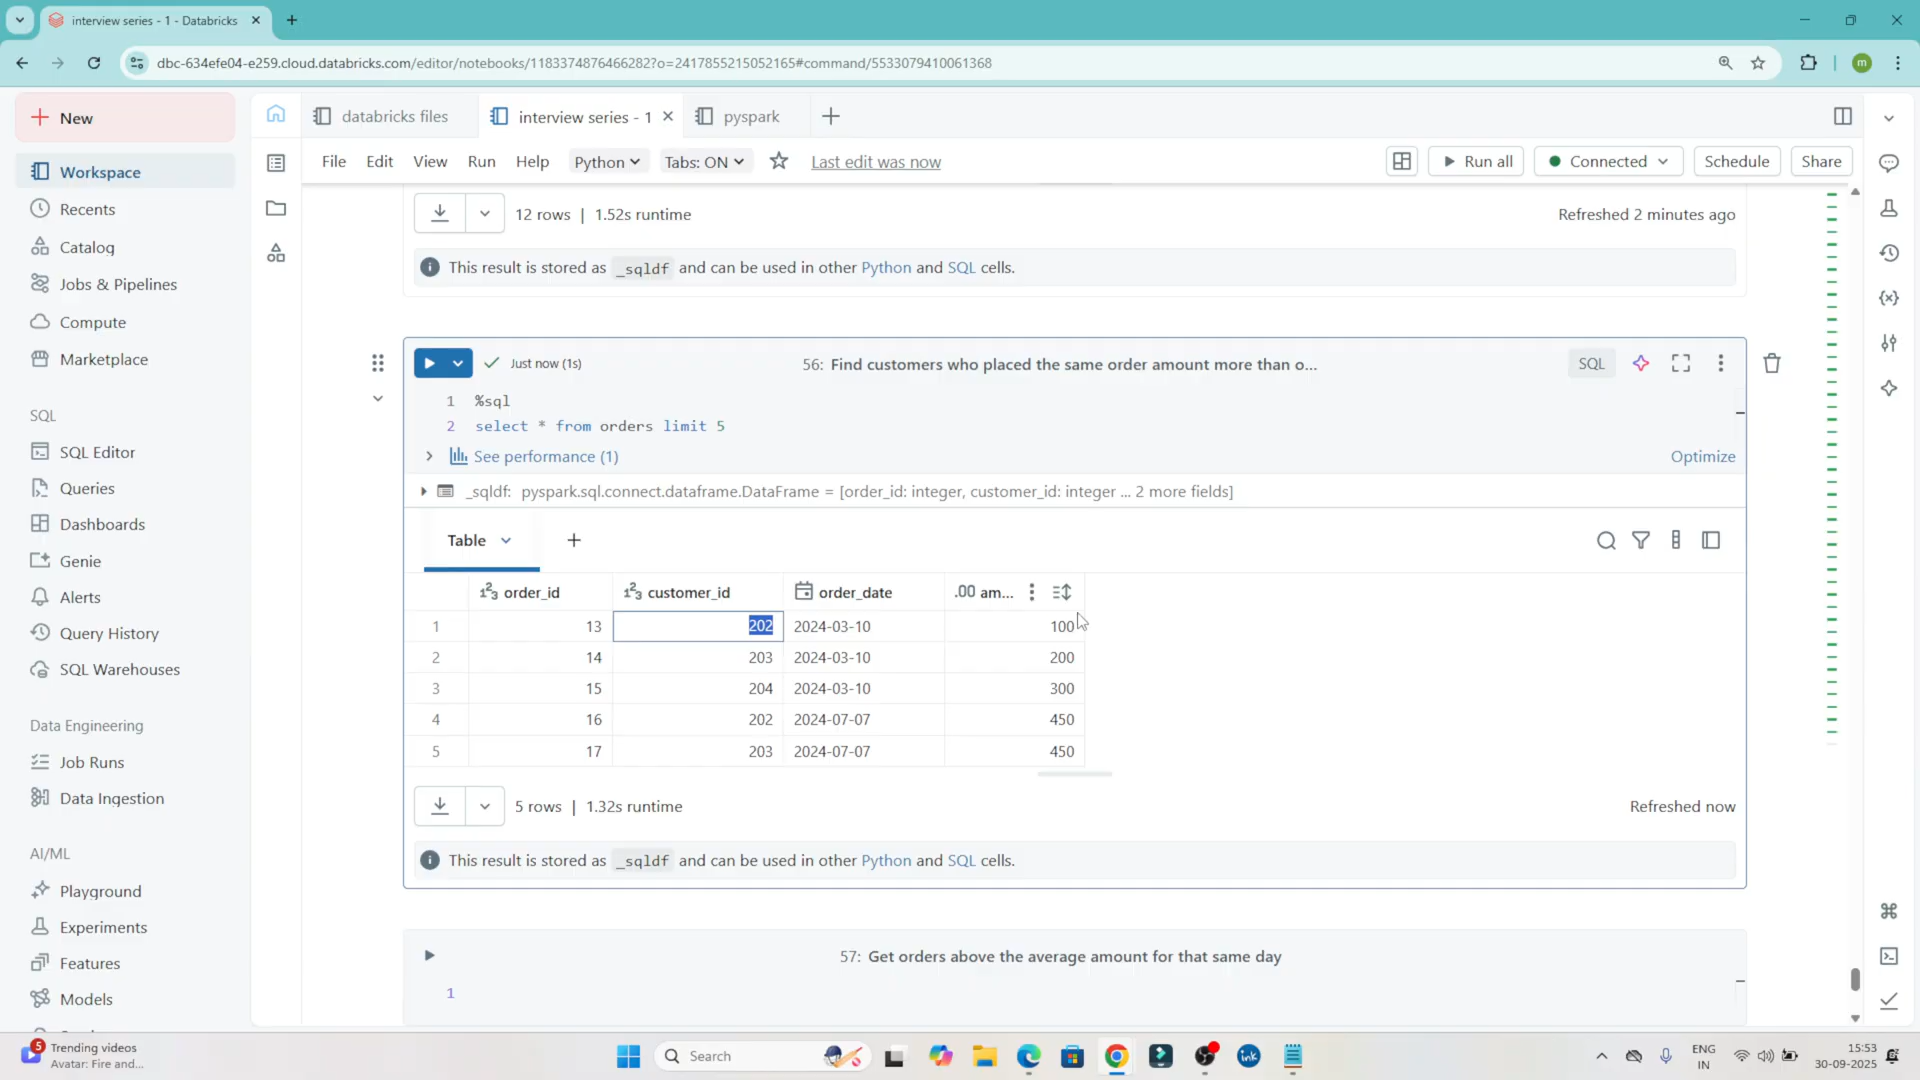 interview series - 1 - Databricks
dbc-634efe04-e259.cloud.databricks.com/editor/notebooks/1183374876466282?o=2417855215052165#command/5533079410061368
m
New
Workspace
Recents
Catalog
Jobs & Pipelines
Compute
Marketplace
SQL
SQL Editor
Queries
Dashboards
Genie
Alerts
Query History
SQL Warehouses
Data Engineering
Job Runs
Data Ingestion
AI/ML
Playground
Experiments
Features
Models
databricks files
interview series - 1
pyspark
File Edit View Run Help Python Tabs: ON Last edit was now
Run all Connected Schedule Share
12 rows | 1.52s runtime
Refreshed 2 minutes ago
This result is stored as _sqldf and can be used in other Python and SQL cells.
Just now (1s)
56: Find customers who placed the same order amount more than o...
SQL
1 %sql
2 select * from orders limit 5
See performance (1)
Optimize
_sqldf: pyspark.sql.connect.dataframe.DataFrame = [order_id: integer, customer_id: integer ... 2 more fields]
Table
order_id customer_id order_date .00 am...
1 13 202 2024-03-10 100
2 14 203 2024-03-10 200
3 15 204 2024-03-10 300
4 16 202 2024-07-07 450
5 17 203 2024-07-07 450
5 rows | 1.32s runtime
Refreshed now
This result is stored as _sqldf and can be used in other Python and SQL cells.
57: Get orders above the average amount for that same day
1
5
Trending videos
Avatar: Fire and...
Search
ink
ENG
IN
15:53
30-09-2025